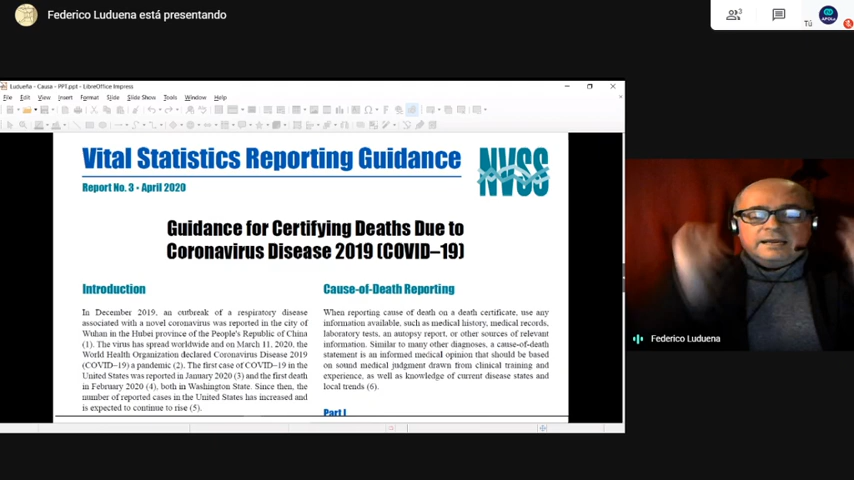 Federico Luduena está presentando
3
Tú
APOLa
Ludueña - Causa - PPT.ppt - LibreOffice Impress
File Edit View Insert Format Slide Slide Show Tools Window Help
Vital Statistics Reporting Guidance
NVSS
Report No. 3 • April 2020
Guidance for Certifying Deaths Due to
Coronavirus Disease 2019 (COVID–19)
Introduction
In December 2019, an outbreak of a respiratory disease
associated with a novel coronavirus was reported in the city of
Wuhan in the Hubei province of the People's Republic of China
(1). The virus has spread worldwide and on March 11, 2020, the
World Health Organization declared Coronavirus Disease 2019
(COVID–19) a pandemic (2). The first case of COVID–19 in the
United States was reported in January 2020 (3) and the first death
in February 2020 (4), both in Washington State. Since then, the
number of reported cases in the United States has increased and
is expected to continue to rise (5).
Cause-of-Death Reporting
When reporting cause of death on a death certificate, use any
information available, such as medical history, medical records,
laboratory tests, an autopsy report, or other sources of relevant
information. Similar to many other diagnoses, a cause-of-death
statement is an informed medical opinion that should be based
on sound medical judgment drawn from clinical training and
experience, as well as knowledge of current disease states and
local trends (6).
Part I
Federico Luduena